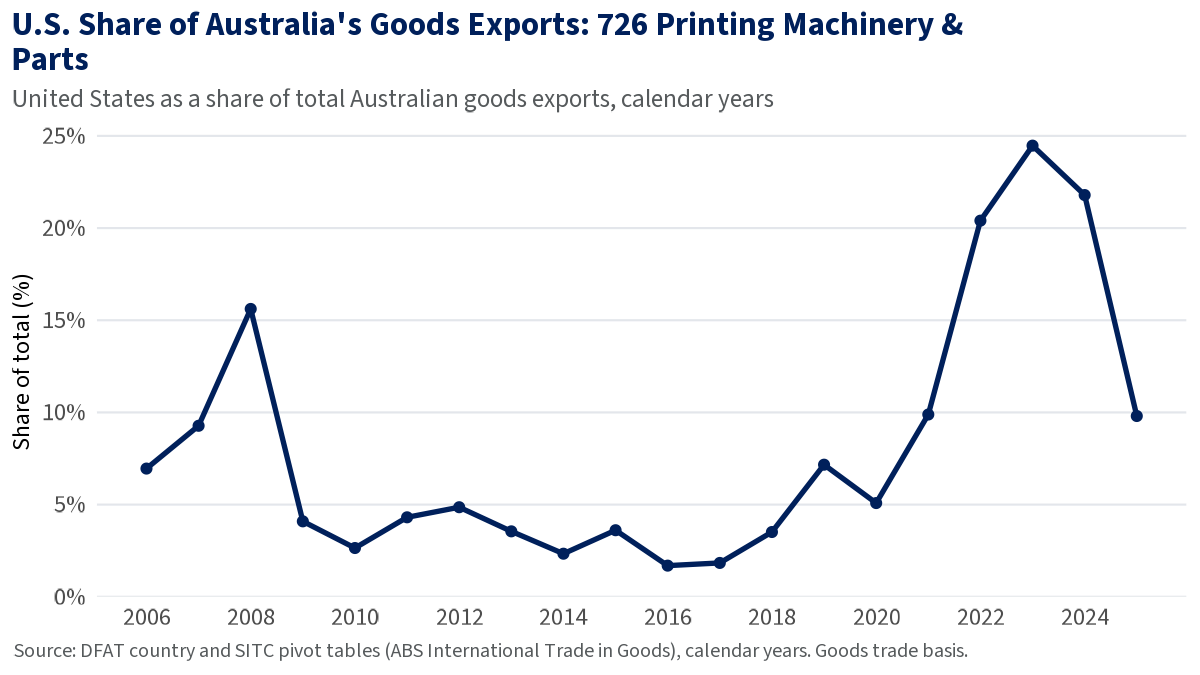 U.S. Share of Australia's Goods Exports: 726 Printing Machinery &
Parts
United States as a share of total Australian goods exports, calendar years
Share of total (%)
25%
20%
15%
10%
5%
0%
2006 2008 2010 2012 2014 2016 2018 2020 2022 2024
Source: DFAT country and SITC pivot tables (ABS International Trade in Goods), calendar years. Goods trade basis.